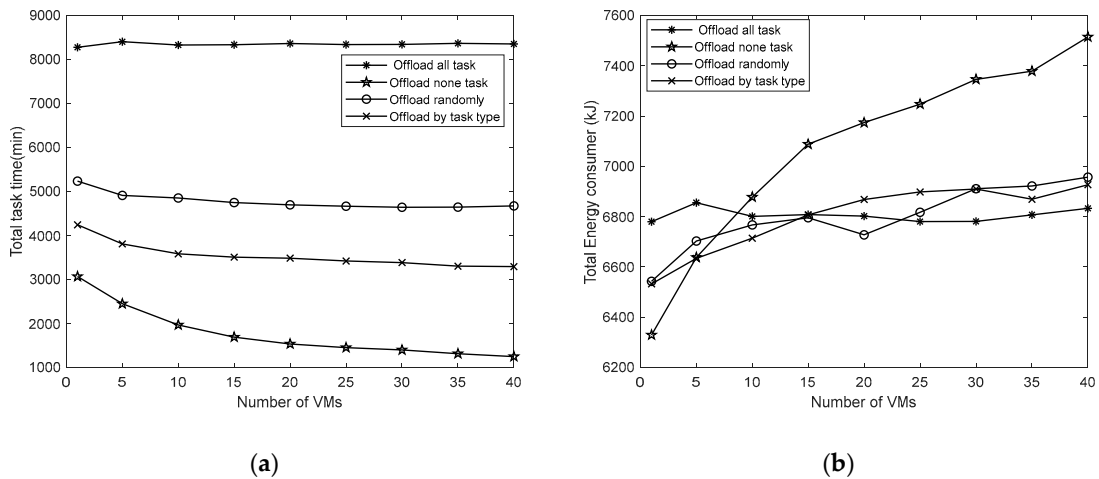 9000
8000
7000
6000
5000
4000
3000
2000
1000
Total task time(min)
0 5 10 15 20 25 30 35 40
Number of VMs
Offload all task
Offload none task
Offload randomly
Offload by task type
(a)
7600
7400
7200
7000
6800
6600
6400
6200
Total Energy consumer (kJ)
0 5 10 15 20 25 30 35 40
Number of VMs
Offload all task
Offload none task
Offload randomly
Offload by task type
(b)